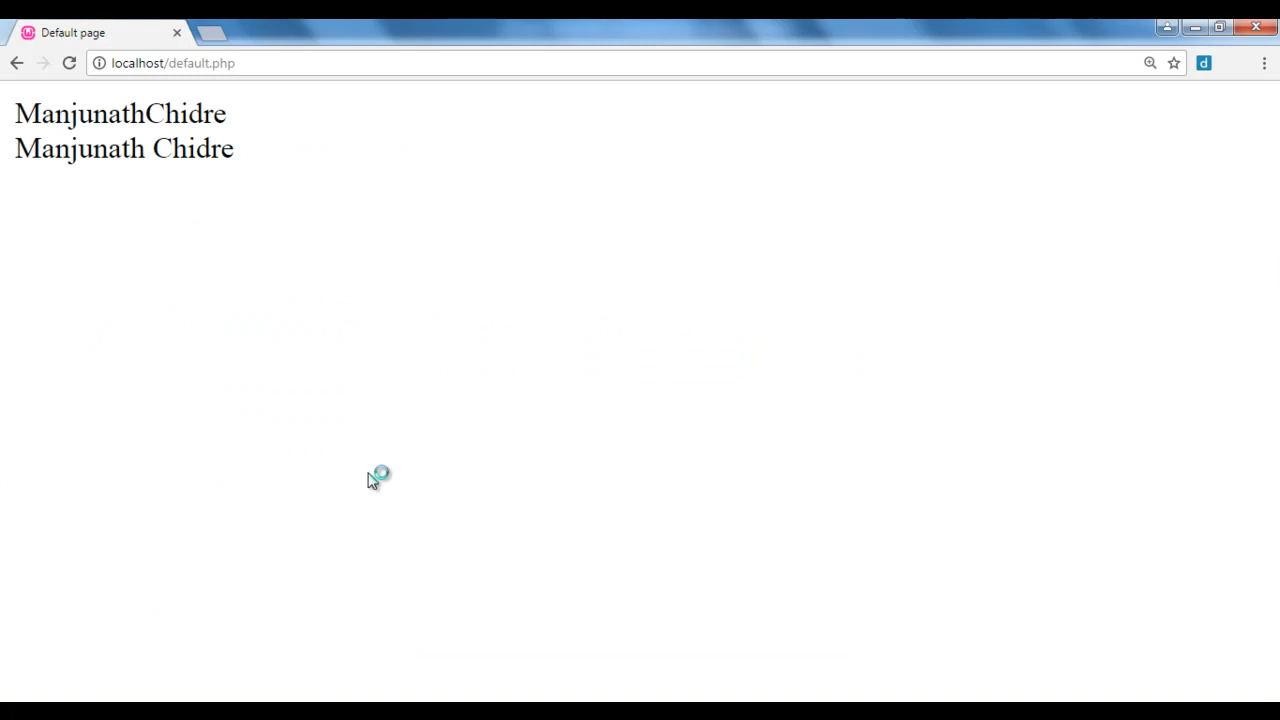 Default page
localhost/default.php
d
ManjunathChidre
Manjunath Chidre